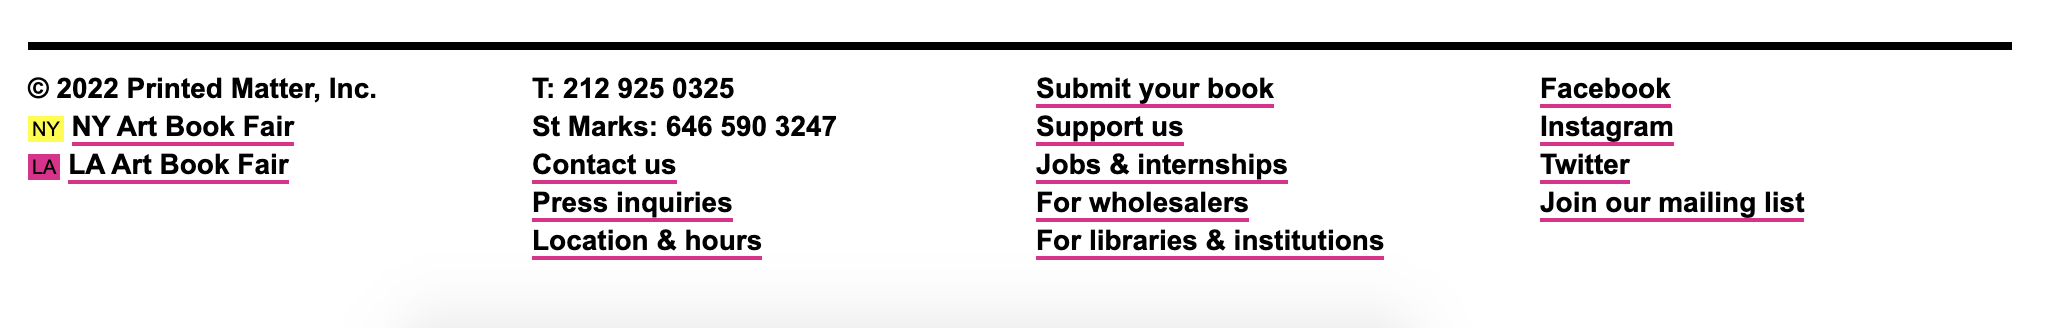 © 2022 Printed Matter, Inc.
NY NY Art Book Fair
LA LA Art Book Fair
T: 212 925 0325
St Marks: 646 590 3247
Contact us
Press inquiries
Location & hours
Submit your book
Support us
Jobs & internships
For wholesalers
For libraries & institutions
Facebook
Instagram
Twitter
Join our mailing list